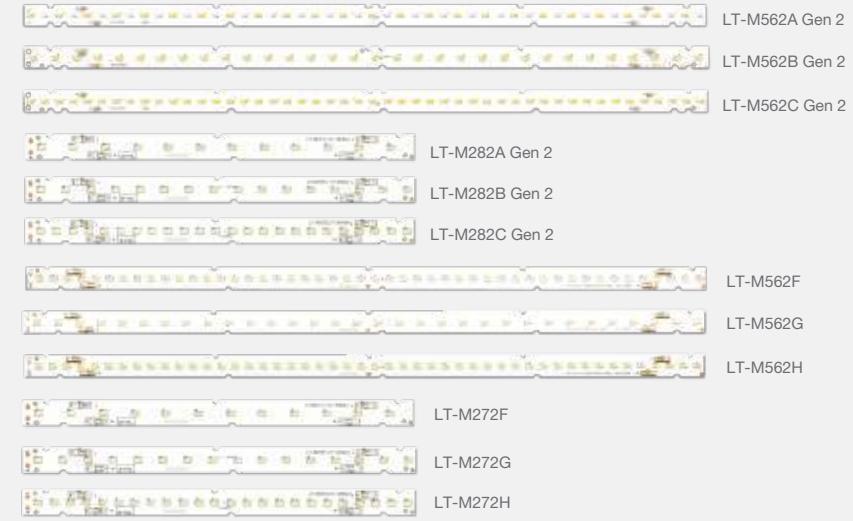 LT-M562A Gen 2
LT-M562B Gen 2
LT-M562C Gen 2
LT-M282A Gen 2
LT-M282B Gen 2
LT-M282C Gen 2
LT-M562F
LT-M562G
LT-M562H
LT-M272F
LT-M272G
LT-M272H